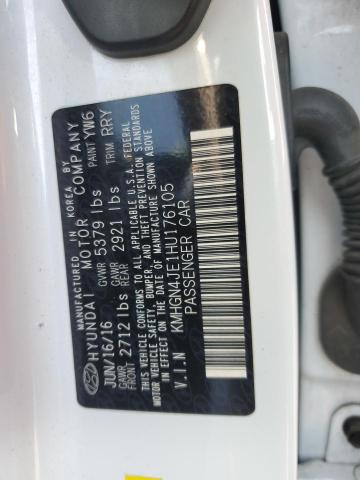 MANUFACTURED IN KOREA BY
HYUNDAI MOTOR COMPANY
JUN/16/16 GVWR 5379 lbs PAINT YW6
GAWR FRONT 2712 lbs GAWR REAR 2921 lbs TRIM RRY
THIS VEHICLE CONFORMS TO ALL APPLICABLE U.S.A. FEDERAL
MOTOR VEHICLE SAFETY, BUMPER, AND THEFT PREVENTION STANDARDS
IN EFFECT ON THE DATE OF MANUFACTURE SHOWN ABOVE.
V.I.N KMHGN4JE1HU176105
PASSENGER CAR